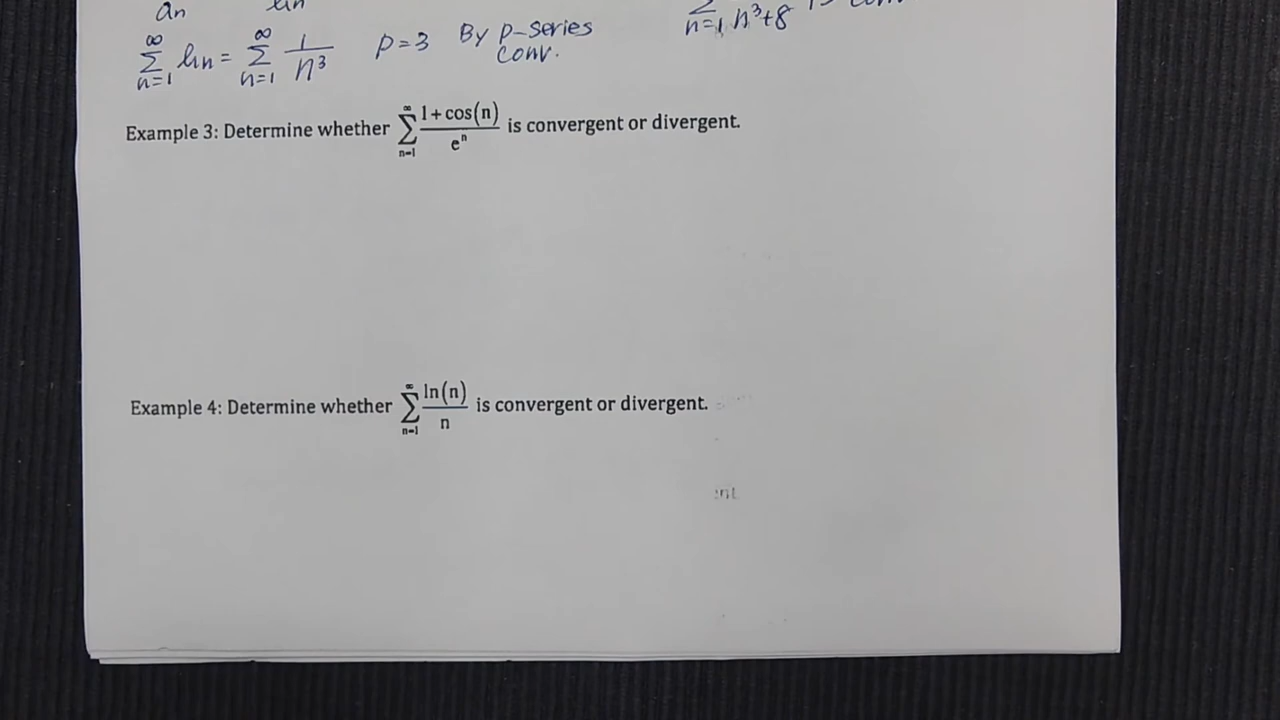 an bn
∞ Σ n=1 bn = ∞ Σ n=1 1/n³ p=3 By p-series conv.
Σ n=1 n³+8
Example 3: Determine whether ∞ Σ n=1 1+cos(n)/eⁿ is convergent or divergent.
Example 4: Determine whether ∞ Σ n=1 ln(n)/n is convergent or divergent.